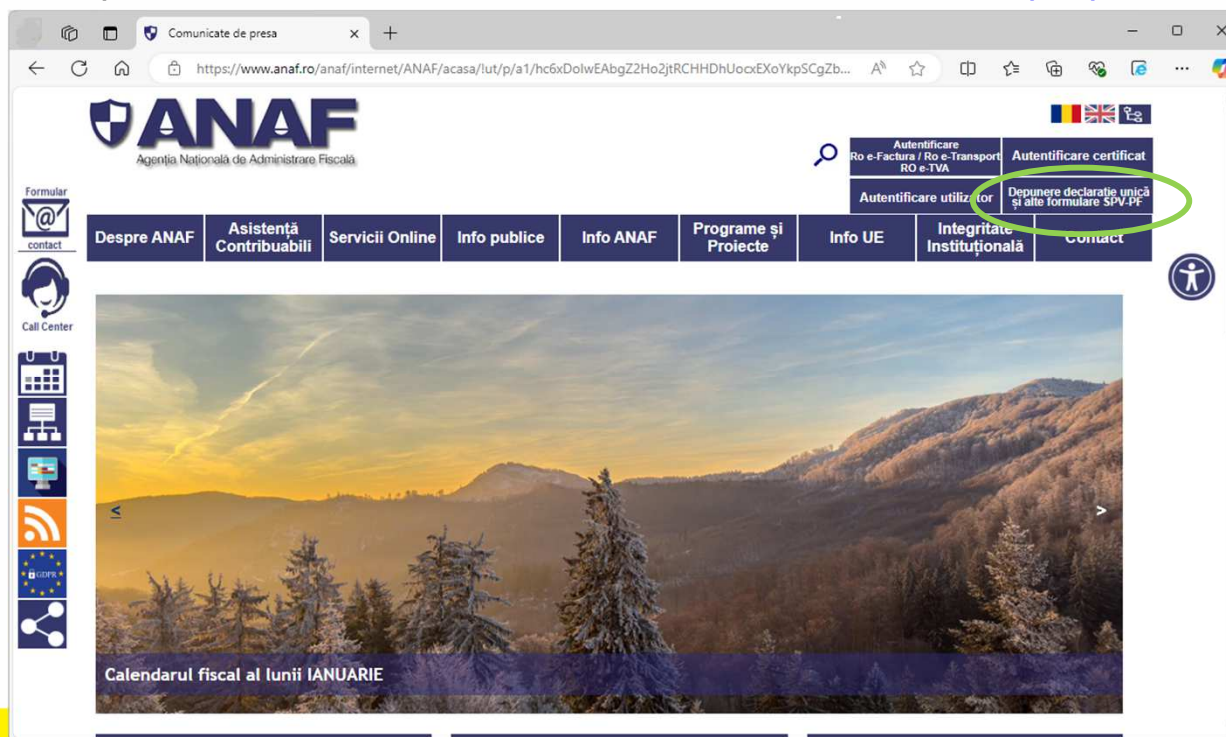 Comunicate de presa
https://www.anaf.ro/anaf/internet/ANAF/acasa/!ut/p/a1/hc6xDolwEAbgZ2Ho2jtRCHHDhUocxEXoYkpSCgZb...
ANAF
Agenția Națională de Administrare Fiscală
Autentificare
Ro e-Factura / Ro e-Transport
RO e-TVA
Autentificare certificat
Autentificare utilizator
Depunere declarație unică
și alte formulare SPV-PF
Formular
@
contact
Despre ANAF
Asistență
Contribuabili
Servicii Online
Info publice
Info ANAF
Programe și
Proiecte
Info UE
Integritate
Instituțională
Contact
Call Center
GDPR
<
>
Calendarul fiscal al lunii IANUARIE